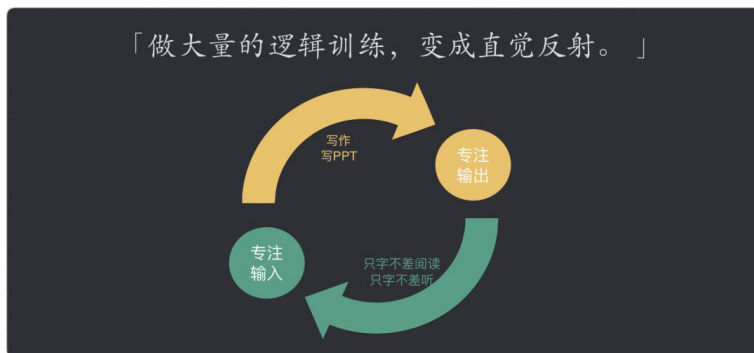 「做大量的逻辑训练，变成直觉反射。」
写作
写PPT
专注
输出
专注
输入
只字不差阅读
只字不差听